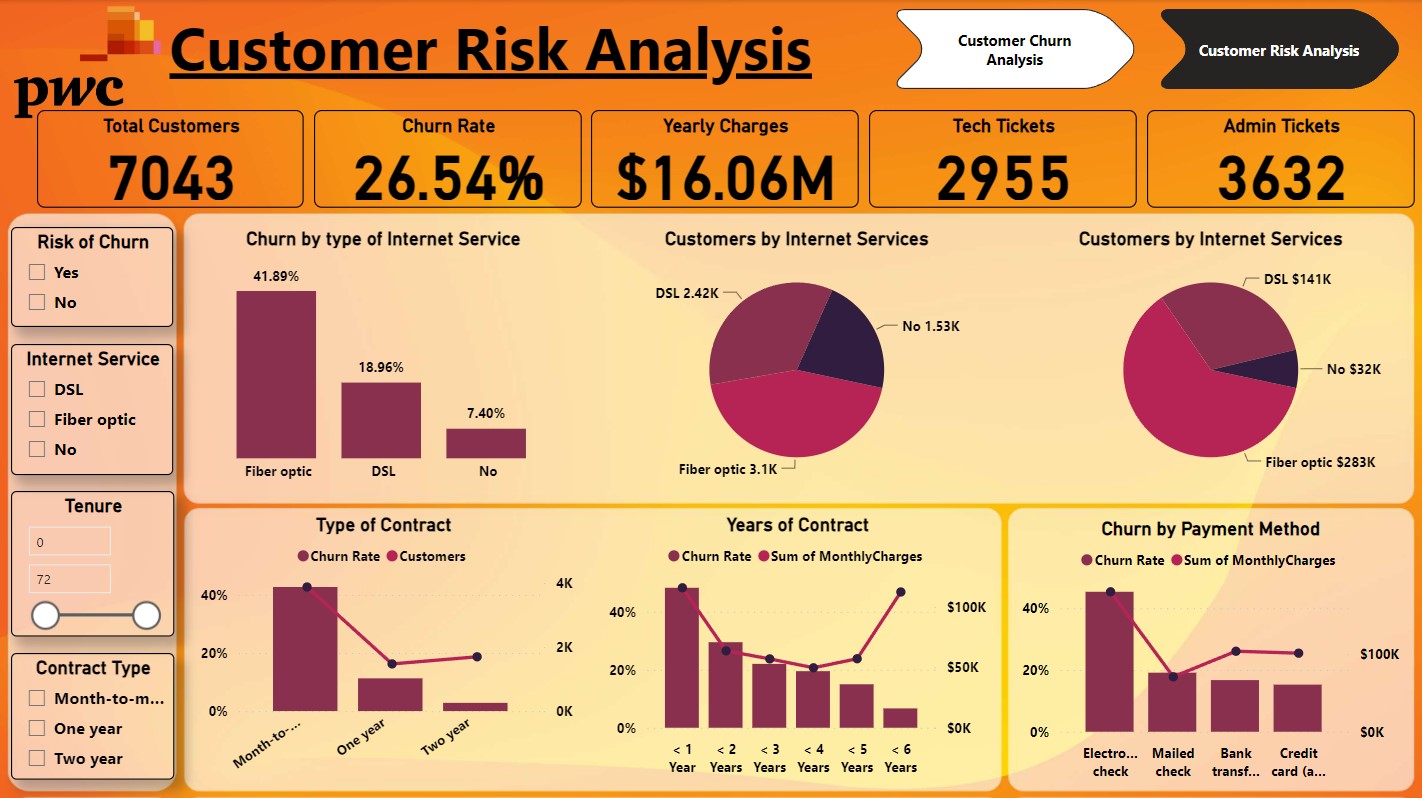 pwc
Customer Risk Analysis
Customer Churn
Analysis
Customer Risk Analysis
Total Customers
7043
Churn Rate
26.54%
Yearly Charges
$16.06M
Tech Tickets
2955
Admin Tickets
3632
Risk of Churn
Yes
No
Internet Service
DSL
Fiber optic
No
Tenure
0
72
Contract Type
Month-to-m...
One year
Two year
Churn by type of Internet Service
41.89%
18.96%
7.40%
Fiber optic
DSL
No
Customers by Internet Services
DSL 2.42K
No 1.53K
Fiber optic 3.1K
Customers by Internet Services
DSL $141K
No $32K
Fiber optic $283K
Type of Contract
Churn Rate Customers
40%
20%
0%
4K
2K
0K
Month-to-...
One year
Two year
Years of Contract
Churn Rate Sum of MonthlyCharges
40%
20%
0%
$100K
$50K
$0K
< 1
Year
< 2
Years
< 3
Years
< 4
Years
< 5
Years
< 6
Years
Churn by Payment Method
Churn Rate Sum of MonthlyCharges
40%
20%
0%
$100K
$0K
Electro...
check
Mailed
check
Bank
transf...
Credit
card (a...